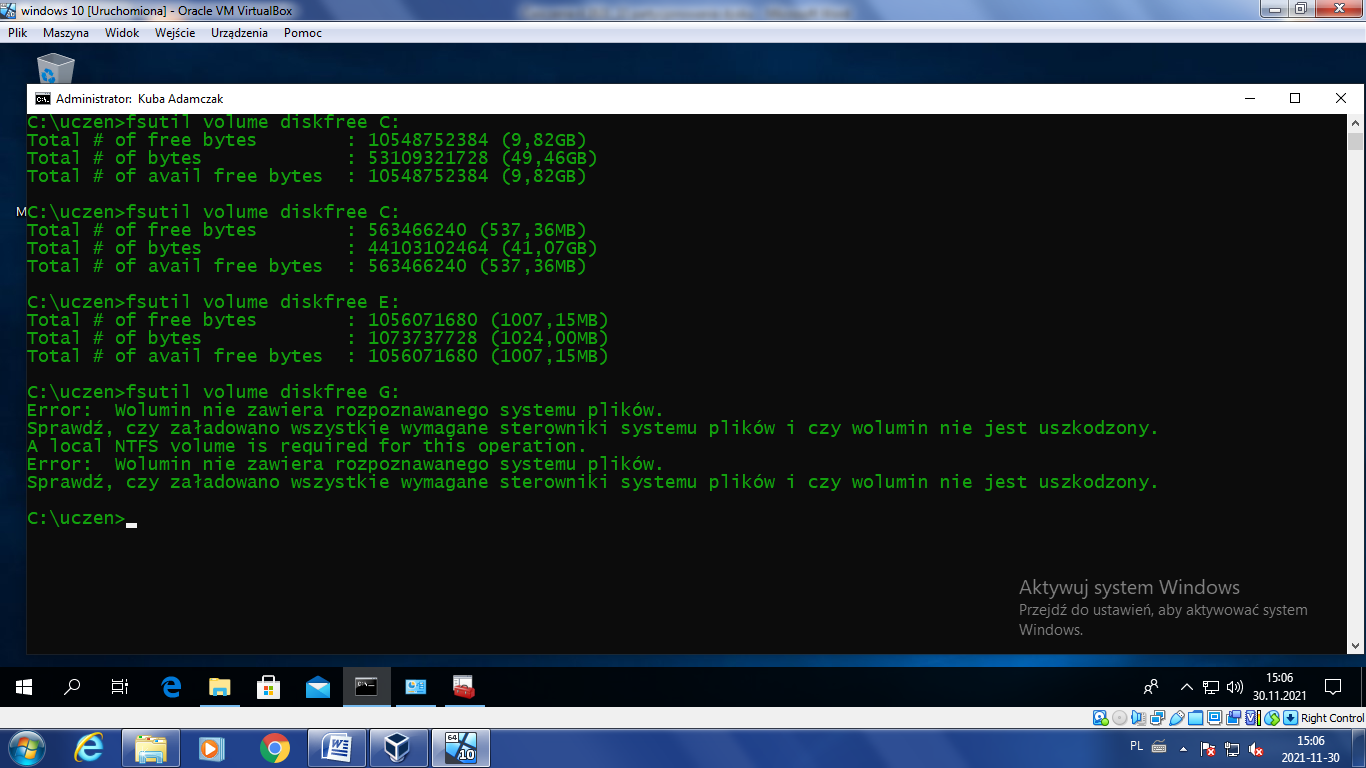 windows 10 [Uruchomiona] - Oracle VM VirtualBox
Plik Maszyna Widok Wejście Urządzenia Pomoc
Administrator: Kuba Adamczak
C:\uczen>fsutil volume diskfree C:
Total # of free bytes : 10548752384 (9,82GB)
Total # of bytes : 53109321728 (49,46GB)
Total # of avail free bytes : 10548752384 (9,82GB)
M
C:\uczen>fsutil volume diskfree C:
Total # of free bytes : 563466240 (537,36MB)
Total # of bytes : 44103102464 (41,07GB)
Total # of avail free bytes : 563466240 (537,36MB)
C:\uczen>fsutil volume diskfree E:
Total # of free bytes : 1056071680 (1007,15MB)
Total # of bytes : 1073737728 (1024,00MB)
Total # of avail free bytes : 1056071680 (1007,15MB)
C:\uczen>fsutil volume diskfree G:
Error: Wolumin nie zawiera rozpoznawanego systemu plików.
Sprawdź, czy załadowano wszystkie wymagane sterowniki systemu plików i czy wolumin nie jest uszkodzony.
A local NTFS volume is required for this operation.
Error: Wolumin nie zawiera rozpoznawanego systemu plików.
Sprawdź, czy załadowano wszystkie wymagane sterowniki systemu plików i czy wolumin nie jest uszkodzony.
C:\uczen>
Aktywuj system Windows
Przejdź do ustawień, aby aktywować system
Windows.
15:06
30.11.2021
Right Control
64
10
PL
15:06
2021-11-30